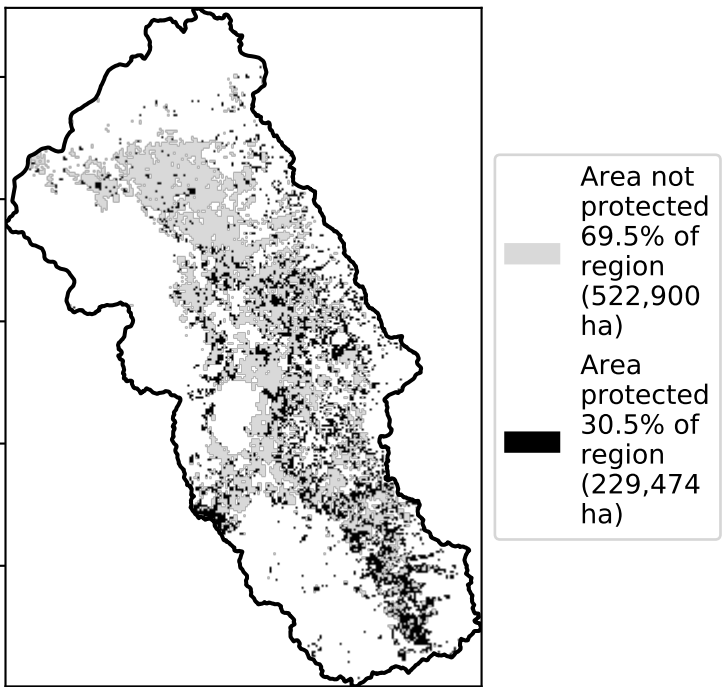 Area not
protected
69.5% of
region
(522,900
ha)
Area
protected
30.5% of
region
(229,474
ha)